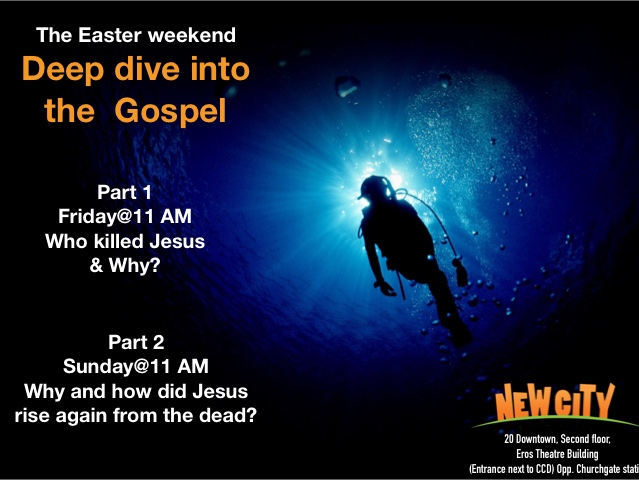 The Easter weekend
Deep dive into
the Gospel
Part 1
Friday@11 AM
Who killed Jesus
& Why?
Part 2
Sunday@11 AM
Why and how did Jesus
rise again from the dead?
NEW CiTY
20 Downtown, Second floor,
Eros Theatre Building
(Entrance next to CCD) Opp. Churchgate